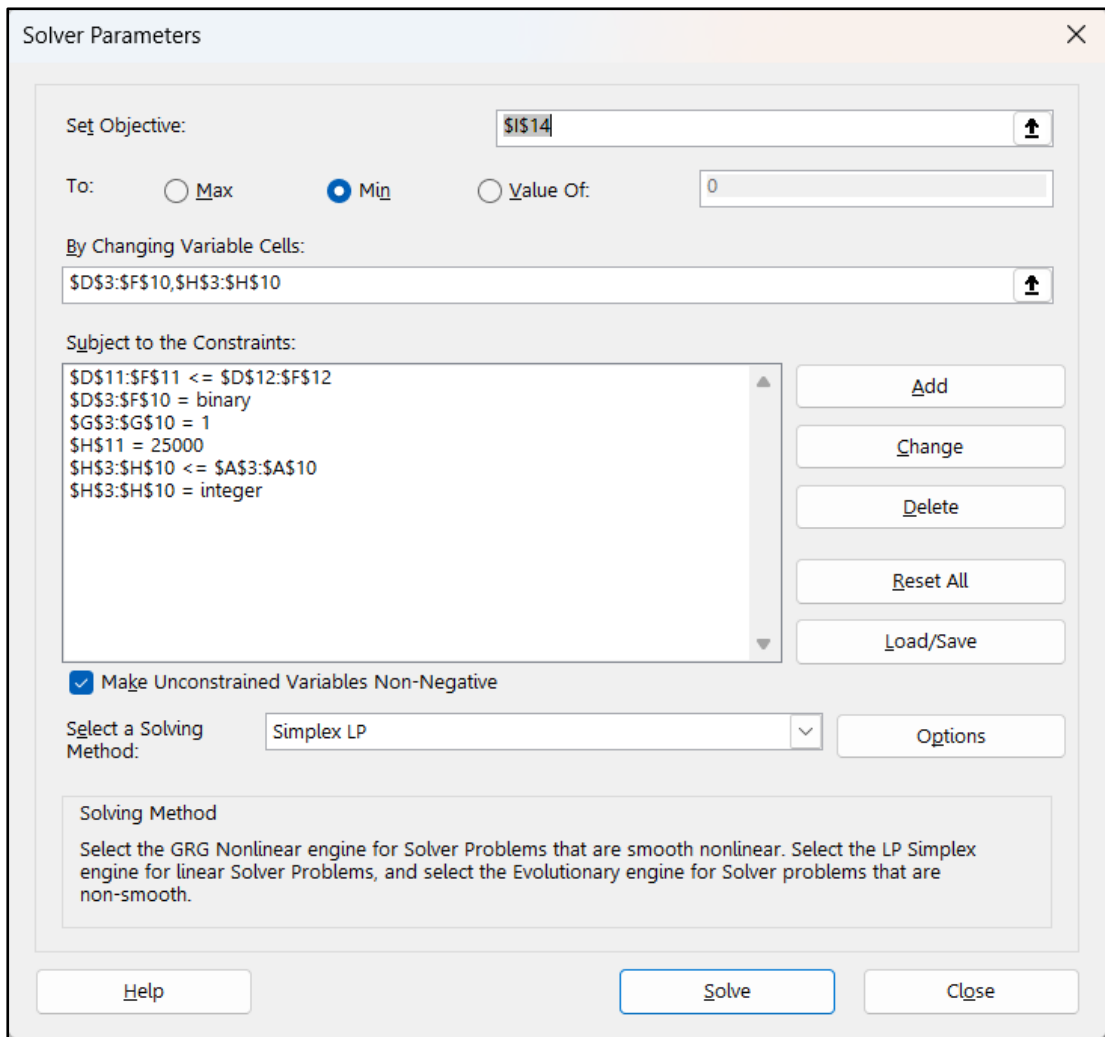 Solver Parameters
Set Objective:
$I$14
To:
Max
Min
Value Of:
0
By Changing Variable Cells:
$D$3:$F$10,$H$3:$H$10
Subject to the Constraints:
$D$11:$F$11 <= $D$12:$F$12
$D$3:$F$10 = binary
$G$3:$G$10 = 1
$H$11 = 25000
$H$3:$H$10 <= $A$3:$A$10
$H$3:$H$10 = integer
Add
Change
Delete
Reset All
Load/Save
Make Unconstrained Variables Non-Negative
Select a Solving
Method:
Simplex LP
Options
Solving Method
Select the GRG Nonlinear engine for Solver Problems that are smooth nonlinear. Select the LP Simplex
engine for linear Solver Problems, and select the Evolutionary engine for Solver problems that are
non-smooth.
Help
Solve
Close